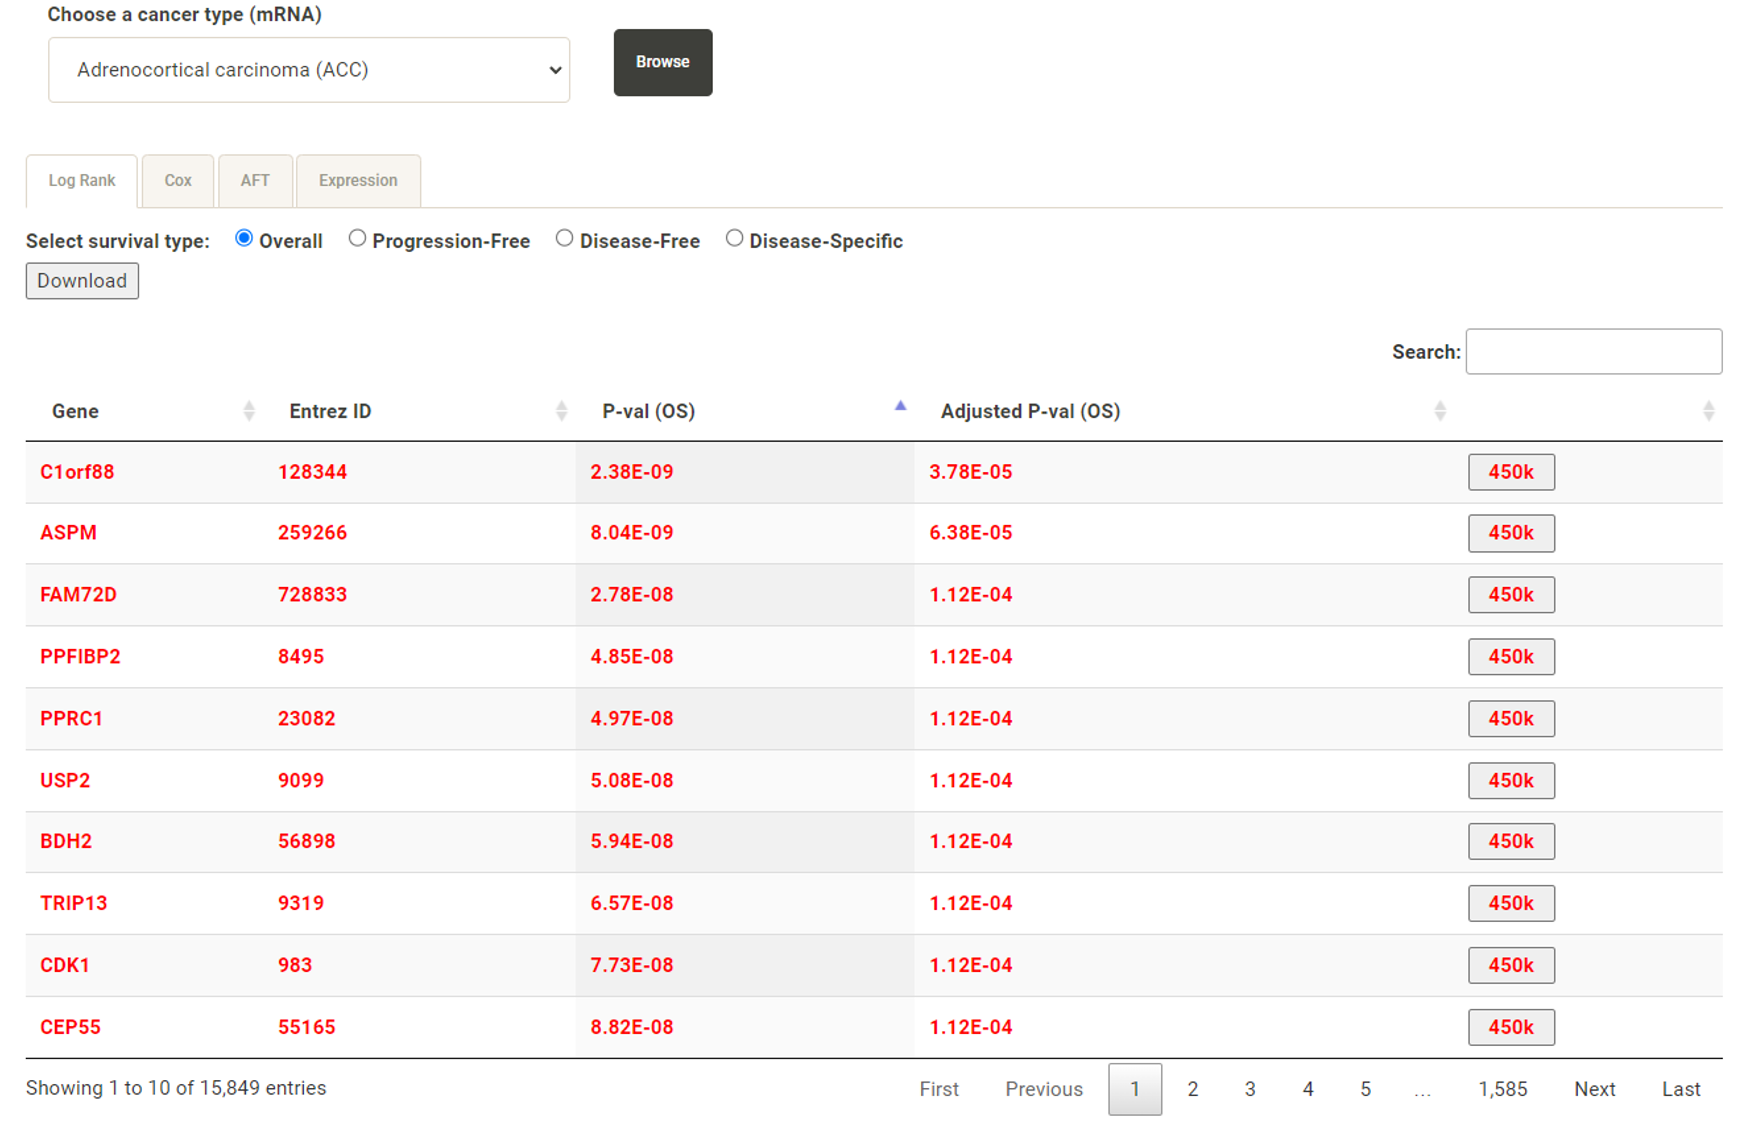 Choose a cancer type (mRNA)
Adrenocortical carcinoma (ACC)
Browse
Log Rank Cox AFT Expression
Select survival type: Overall Progression-Free Disease-Free Disease-Specific
Download
Search:
Gene Entrez ID P-val (OS) Adjusted P-val (OS)
C1orf88 128344 2.38E-09 3.78E-05 450k
ASPM 259266 8.04E-09 6.38E-05 450k
FAM72D 728833 2.78E-08 1.12E-04 450k
PPFIBP2 8495 4.85E-08 1.12E-04 450k
PPRC1 23082 4.97E-08 1.12E-04 450k
USP2 9099 5.08E-08 1.12E-04 450k
BDH2 56898 5.94E-08 1.12E-04 450k
TRIP13 9319 6.57E-08 1.12E-04 450k
CDK1 983 7.73E-08 1.12E-04 450k
CEP55 55165 8.82E-08 1.12E-04 450k
Showing 1 to 10 of 15,849 entries First Previous 1 2 3 4 5 ... 1,585 Next Last